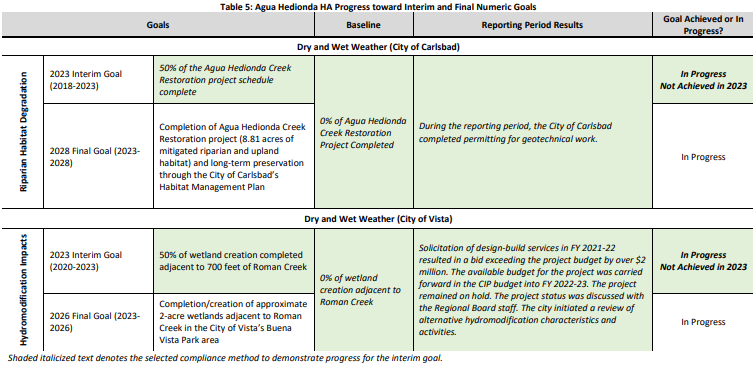 Table 5: Agua Hedionda HA Progress toward Interim and Final Numeric Goals
Goals
Baseline
Reporting Period Results
Goal Achieved or In
Progress?
Dry and Wet Weather (City of Carlsbad)
Riparian Habitat Degradation
2023 Interim Goal
(2018-2023)
50% of the Agua Hedionda Creek
Restoration project schedule
complete
0% of Agua Hedionda
Creek Restoration
Project Completed
During the reporting period, the City of Carlsbad
completed permitting for geotechnical work.
In Progress
Not Achieved in 2023
2028 Final Goal (2023-
2028)
Completion of Agua Hedionda Creek
Restoration project (8.81 acres of
mitigated riparian and upland
habitat) and long-term preservation
through the City of Carlsbad's
Habitat Management Plan
In Progress
Dry and Wet Weather (City of Vista)
Hydromodification Impacts
2023 Interim Goal
(2020-2023)
50% of wetland creation completed
adjacent to 700 feet of Roman Creek
0% of wetland
creation adjacent to
Roman Creek
Solicitation of design-build services in FY 2021-22
resulted in a bid exceeding the project budget by over $2
million. The available budget for the project was carried
forward in the CIP budget into FY 2022-23. The project
remained on hold. The project status was discussed with
the Regional Board staff. The city initiated a review of
alternative hydromodification characteristics and
activities.
In Progress
Not Achieved in 2023
2026 Final Goal (2023-
2026)
Completion/creation of approximate
2-acre wetlands adjacent to Roman
Creek in the City of Vista's Buena
Vista Park area
In Progress
Shaded italicized text denotes the selected compliance method to demonstrate progress for the interim goal.